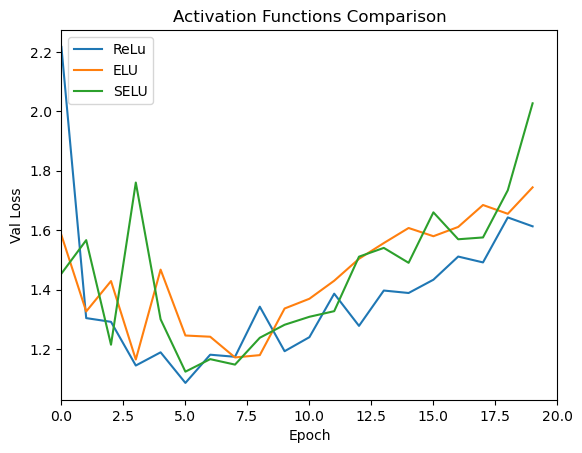 Activation Functions Comparison
ReLu
ELU
SELU
Val Loss
2.2
2.0
1.8
1.6
1.4
1.2
0.0 2.5 5.0 7.5 10.0 12.5 15.0 17.5 20.0
Epoch